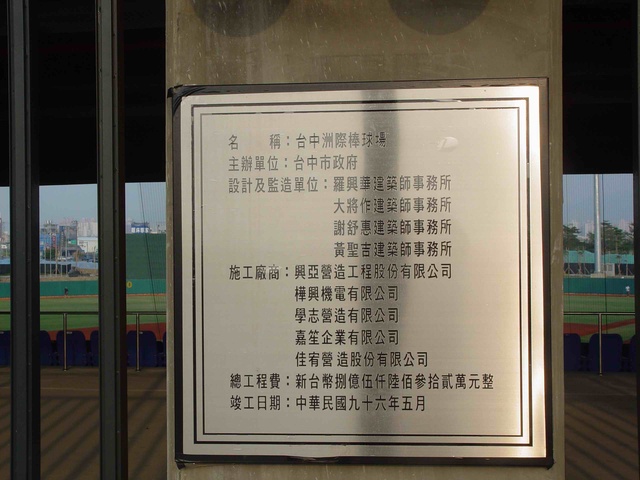 名　　稱：台中洲際棒球場
主辦單位：台中市政府
設計及監造單位：羅興華建築師事務所
大將作建築師事務所
謝舒惠建築師事務所
黃聖吉建築師事務所
施工廠商：興亞營造工程股份有限公司
樺興機電有限公司
學志營造有限公司
嘉笙企業有限公司
佳宥營造股份有限公司
總工程費：新台幣捌億伍仟陸佰參拾貳萬元整
竣工日期：中華民國九十六年五月